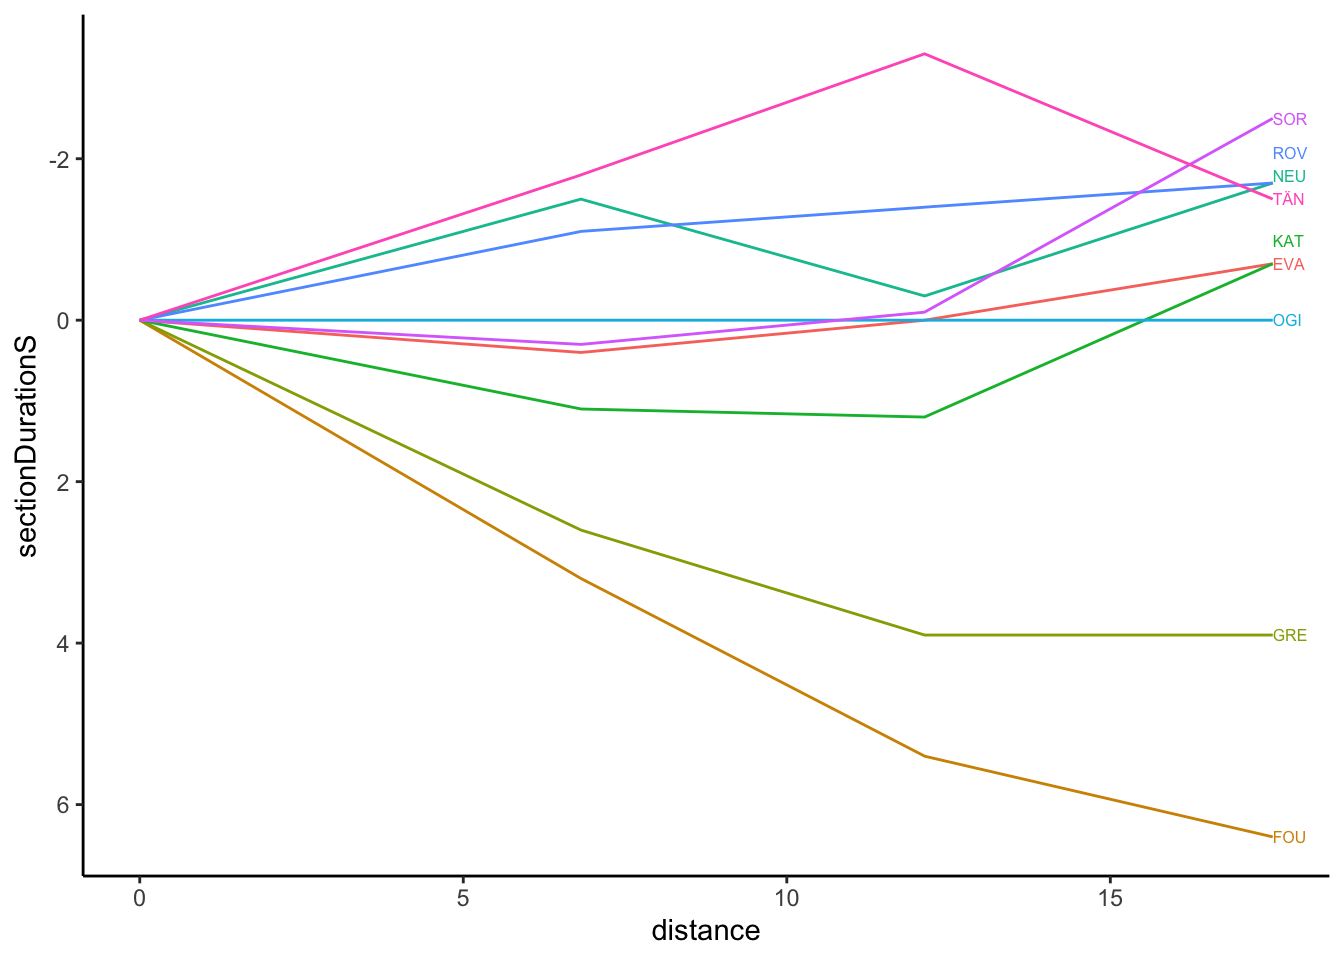 sectionDurationS
-2
0
2
4
6
SOR
ROV
NEU
TÄN
KAT
EVA
OGI
GRE
FOU
0 5 10 15
distance